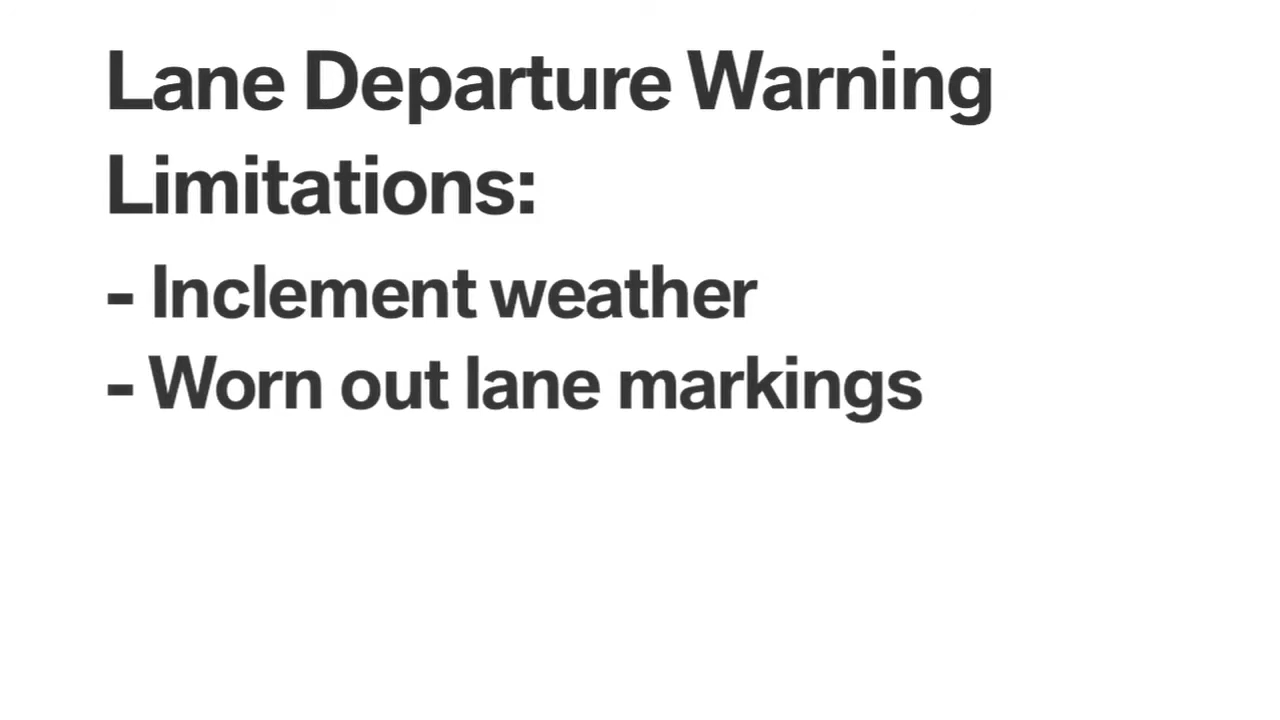 Lane Departure Warning
Limitations:
- Inclement weather
- Worn out lane markings